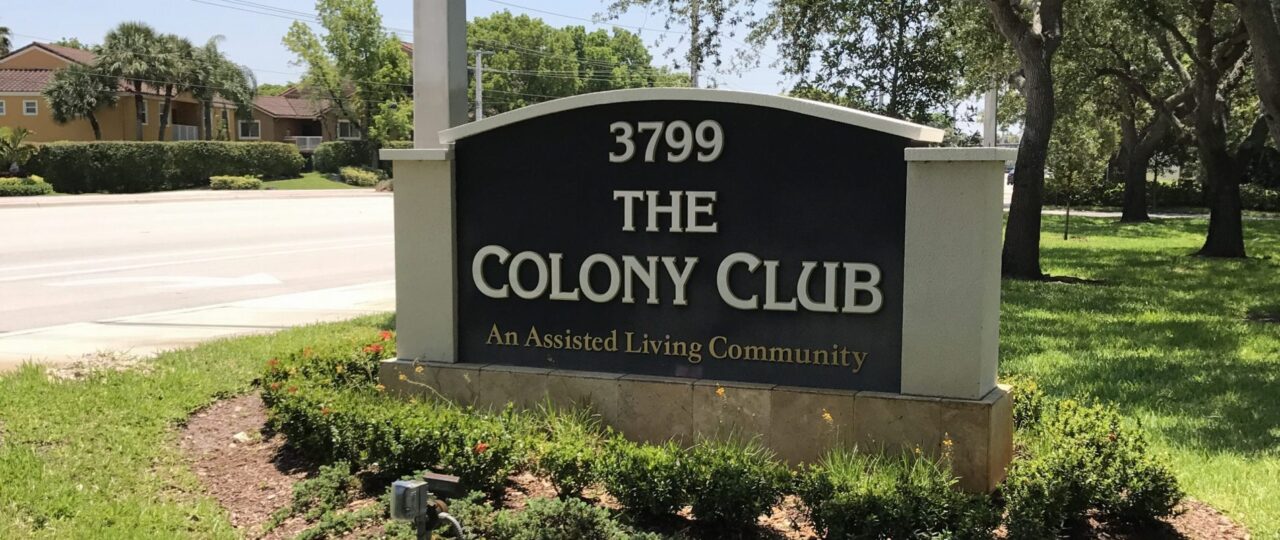 3799
THE
COLONY CLUB
An Assisted Living Community